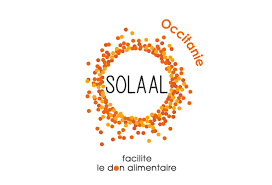 Occitanie
SOLAAL
facilite
le don alimentaire